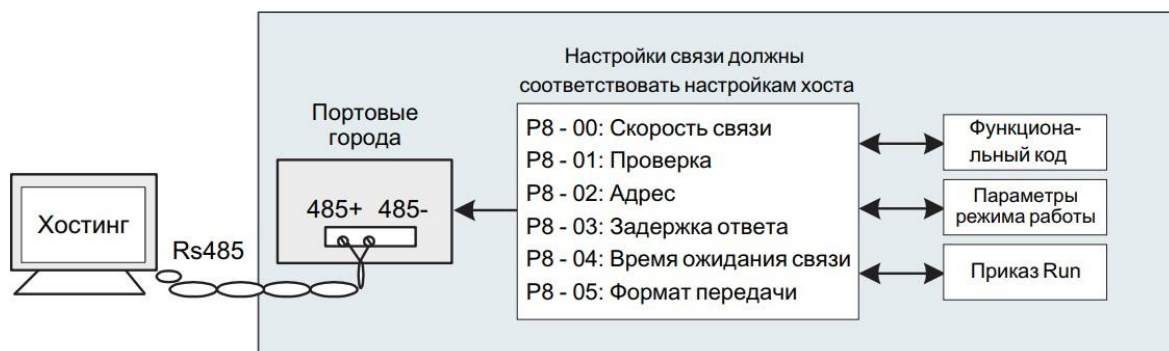 Настройки связи должны
соответствовать настройкам хоста
Портовые
города
485+ 485-
Хостинг
Rs485
P8 - 00: Скорость связи
P8 - 01: Проверка
P8 - 02: Адрес
P8 - 03: Задержка ответа
P8 - 04: Время ожидания связи
P8 - 05: Формат передачи
Функциона-
льный код
Параметры
режима работы
Приказ Run